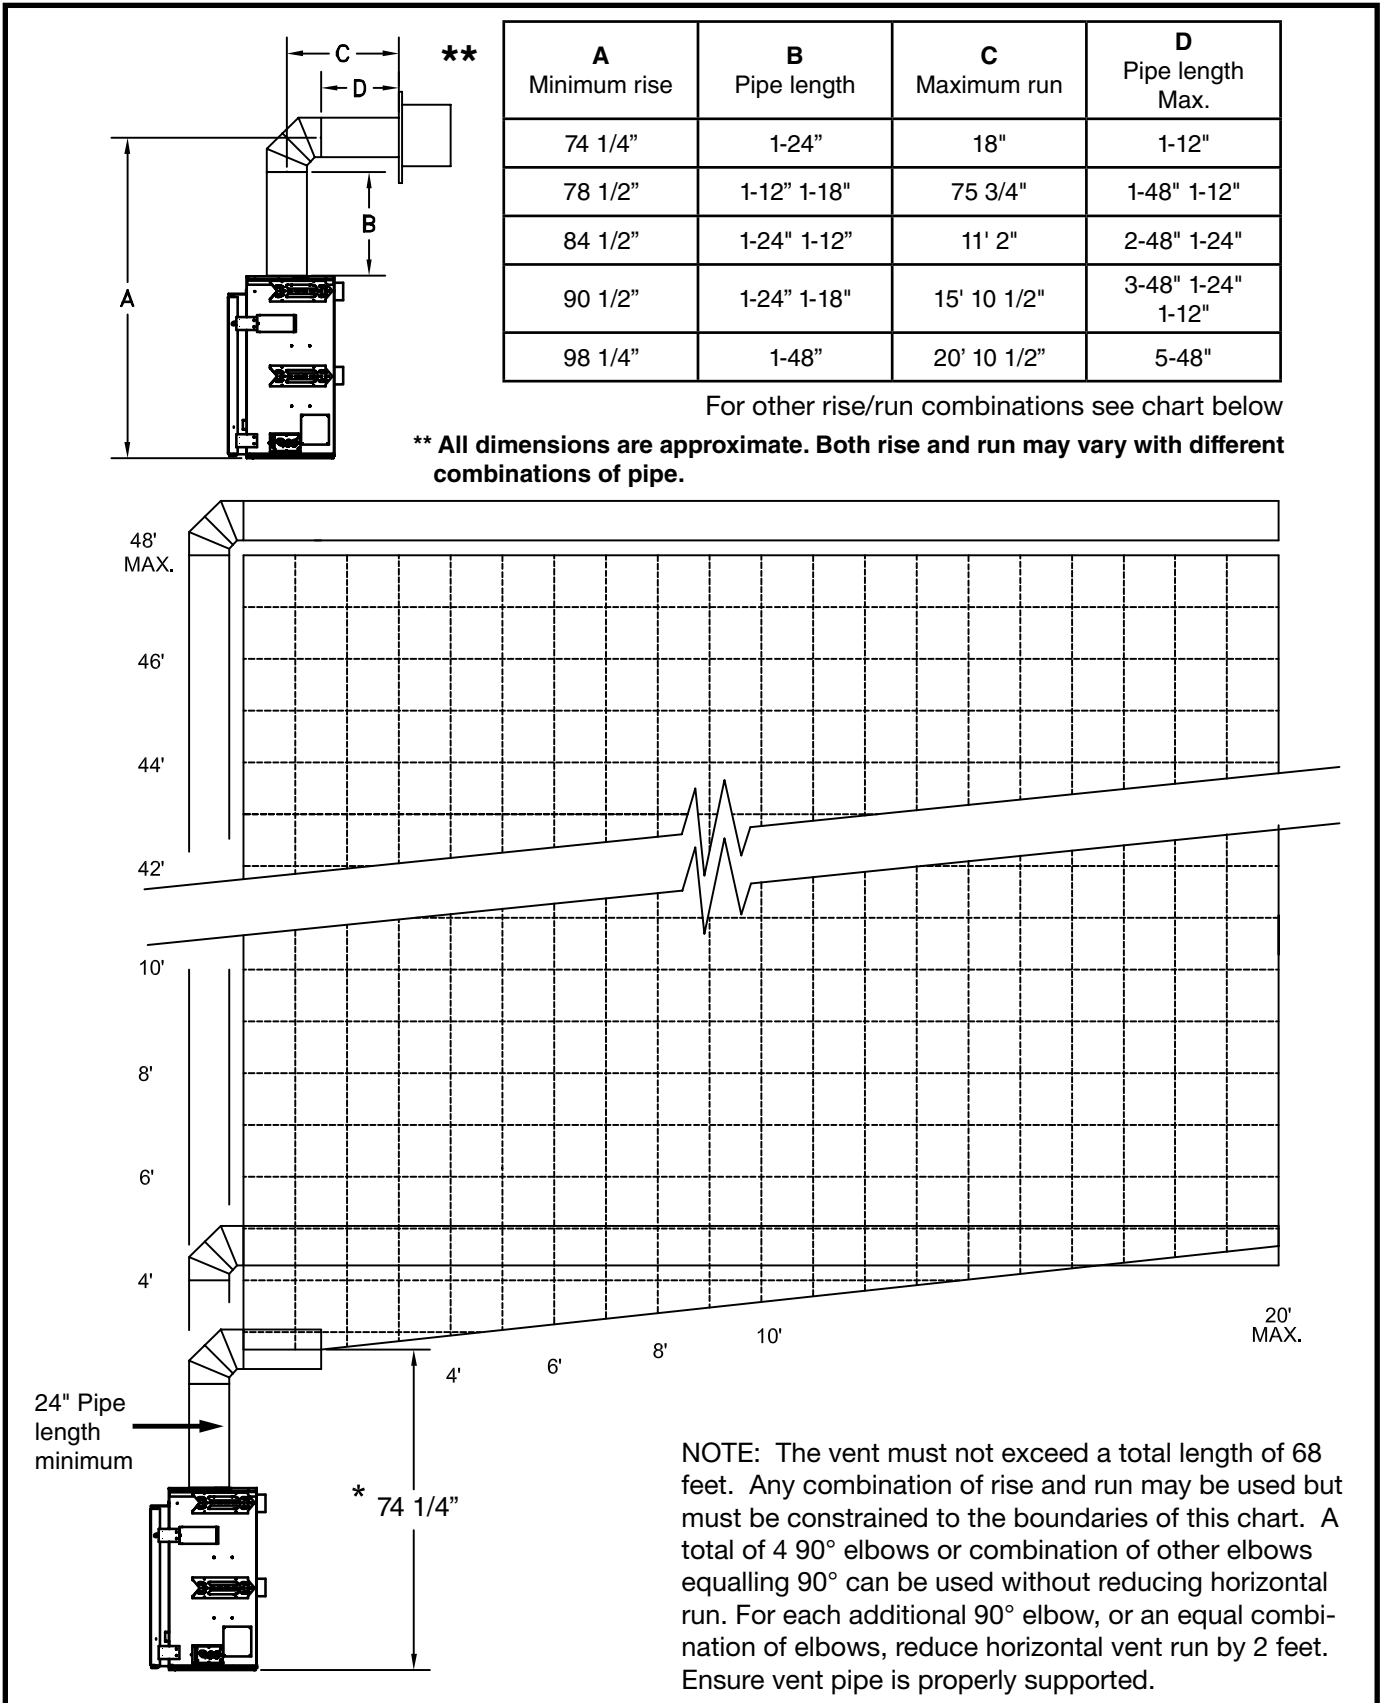 C
**
D
B
A
A B C D
Minimum rise Pipe length Maximum run Pipe length
Max.
74 1/4” 1-24” 18" 1-12"
78 1/2” 1-12” 1-18" 75 3/4" 1-48" 1-12"
84 1/2” 1-24" 1-12” 11' 2" 2-48" 1-24"
90 1/2” 1-24” 1-18" 15' 10 1/2" 3-48" 1-24"
1-12"
98 1/4” 1-48” 20’ 10 1/2” 5-48"
For other rise/run combinations see chart below
** All dimensions are approximate. Both rise and run may vary with different
combinations of pipe.
48'
MAX.
46'
44'
42'
10'
8'
6'
4'
4'
6'
8'
10'
20'
MAX.
24" Pipe
length
minimum
* 74 1/4”
NOTE: The vent must not exceed a total length of 68
feet. Any combination of rise and run may be used but
must be constrained to the boundaries of this chart. A
total of 4 90° elbows or combination of other elbows
equalling 90° can be used without reducing horizontal
run. For each additional 90° elbow, or an equal combi-
nation of elbows, reduce horizontal vent run by 2 feet.
Ensure vent pipe is properly supported.